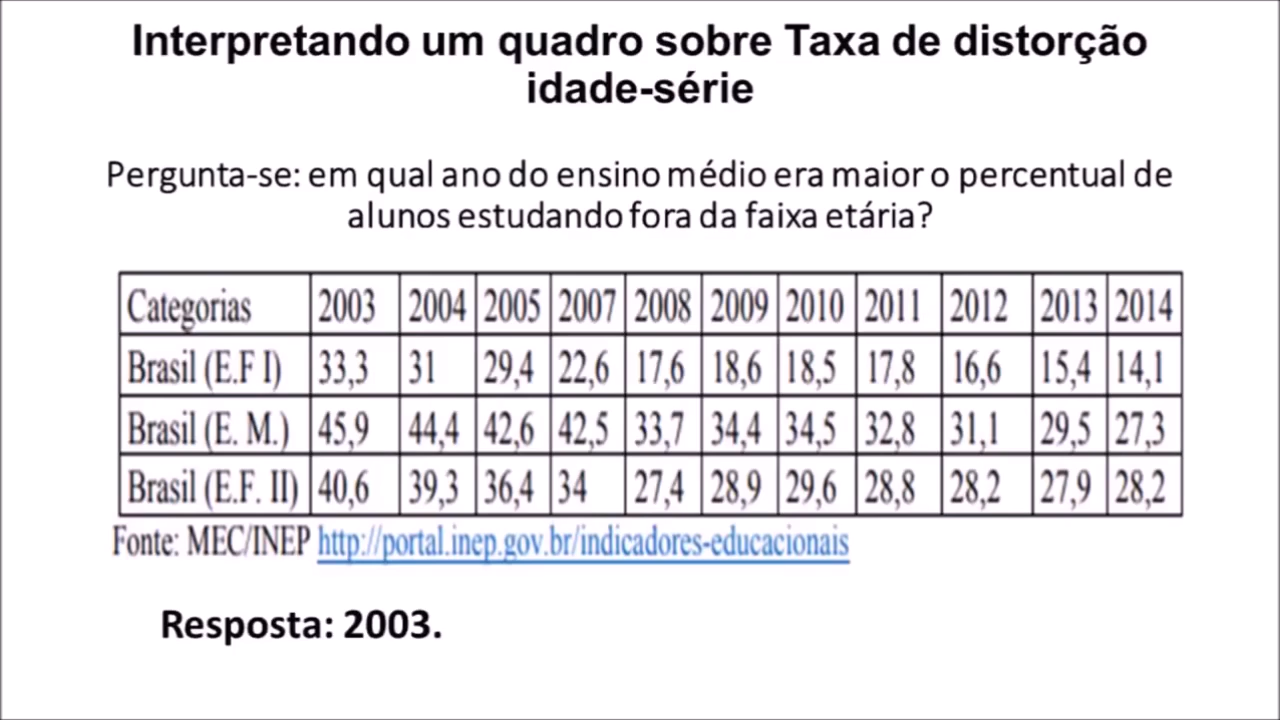 Interpretando um quadro sobre Taxa de distorção
idade-série
Pergunta-se: em qual ano do ensino médio era maior o percentual de
alunos estudando fora da faixa etária?
Categorias 2003 2004 2005 2007 2008 2009 2010 2011 2012 2013 2014
Brasil (E.F I) 33,3 31 29,4 22,6 17,6 18,6 18,5 17,8 16,6 15,4 14,1
Brasil (E. M.) 45,9 44,4 42,6 42,5 33,7 34,4 34,5 32,8 31,1 29,5 27,3
Brasil (E.F. II) 40,6 39,3 36,4 34 27,4 28,9 29,6 28,8 28,2 27,9 28,2
Fonte: MEC/INEP http://portal.inep.gov.br/indicadores-educacionais
Resposta: 2003.